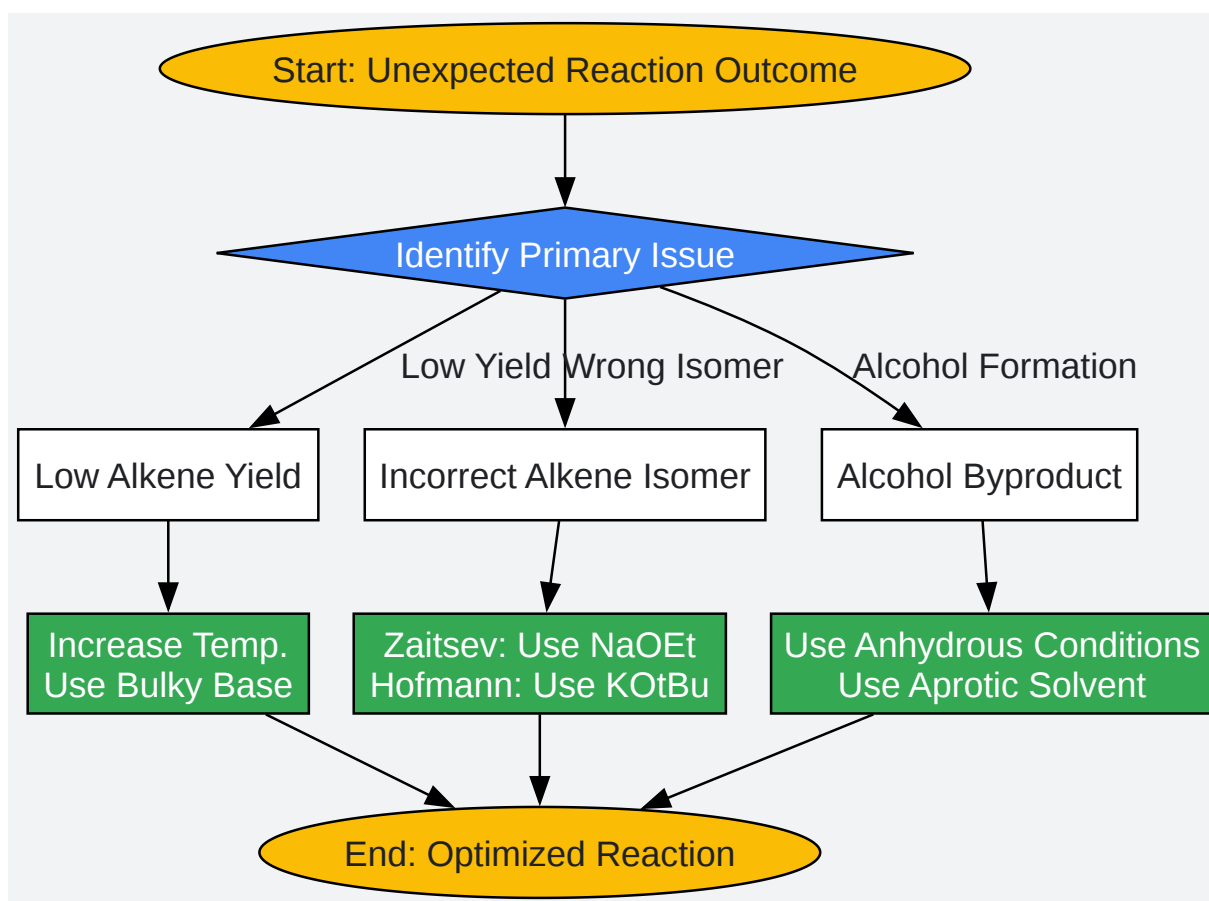 Start: Unexpected Reaction Outcome
Identify Primary Issue
Low Yield
Wrong Isomer
Alcohol Formation
Low Alkene Yield
Incorrect Alkene Isomer
Alcohol Byproduct
Increase Temp.
Use Bulky Base
Zaitsev: Use NaOEt
Hofmann: Use KOtBu
Use Anhydrous Conditions
Use Aprotic Solvent
End: Optimized Reaction